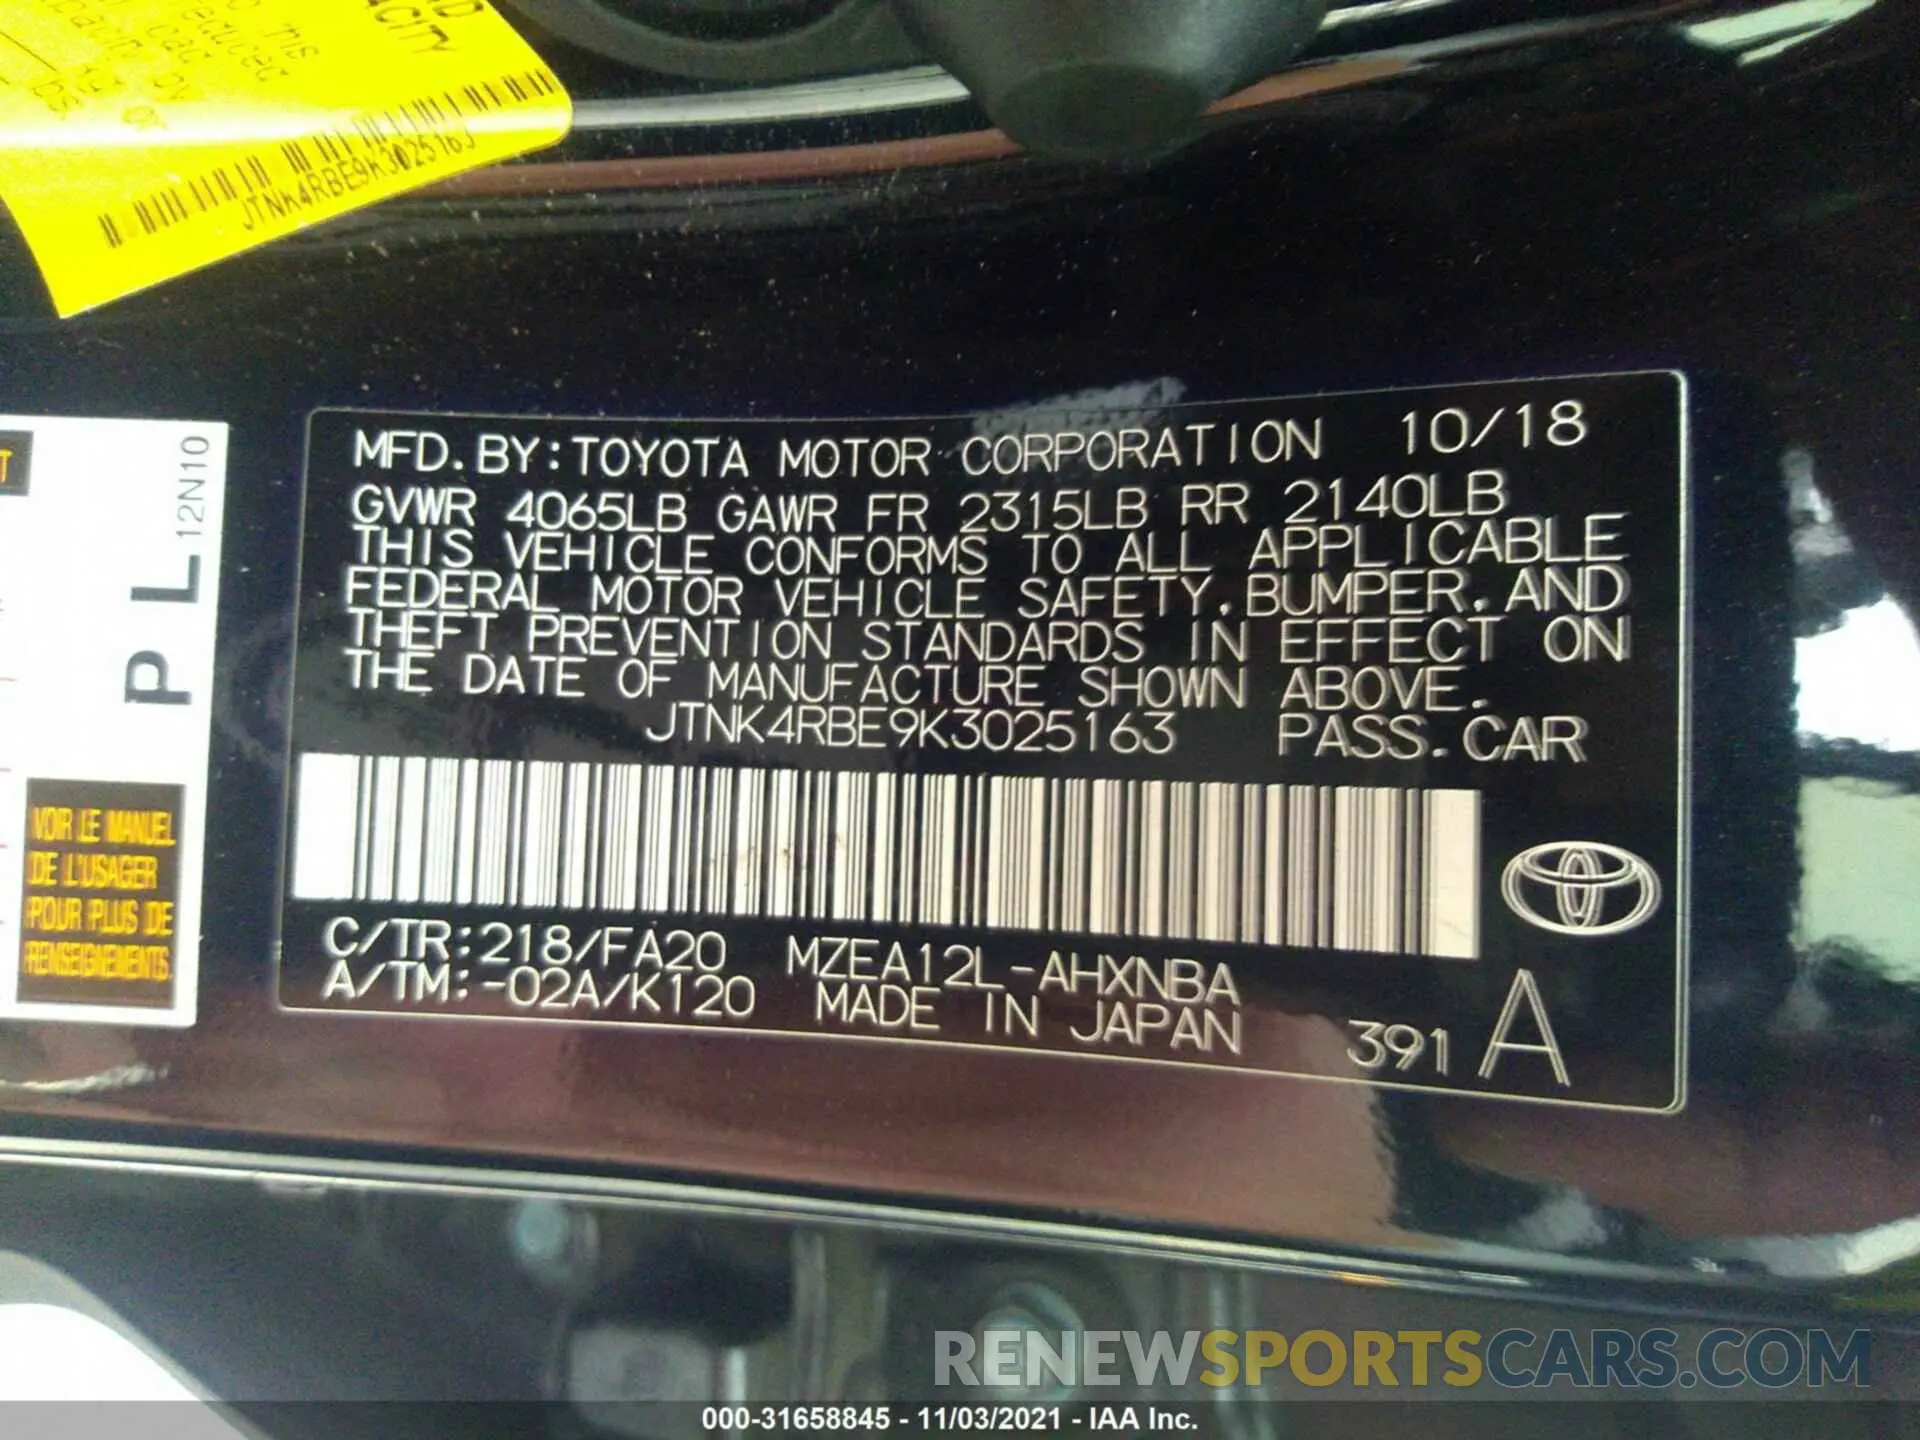 CITY
JTNK4RBE9K3025163
12N10
P L
VOIR LE MANUEL
DE L'USAGER
POUR PLUS DE
RENSEIGNEMENTS.
MFD. BY: TOYOTA MOTOR CORPORATION 10/18
GVWR 4065LB GAWR FR 2315LB RR 2140LB
THIS VEHICLE CONFORMS TO ALL APPLICABLE
FEDERAL MOTOR VEHICLE SAFETY, BUMPER, AND
THEFT PREVENTION STANDARDS IN EFFECT ON
THE DATE OF MANUFACTURE SHOWN ABOVE.
JTNK4RBE9K3025163 PASS. CAR
C/TR:218/FA20 MZEA12L-AHXNBA
A/TM:-02A/K120 MADE IN JAPAN 391 A
RENEWSPORTSCARS.COM
000-31658845 - 11/03/2021 - IAA Inc.